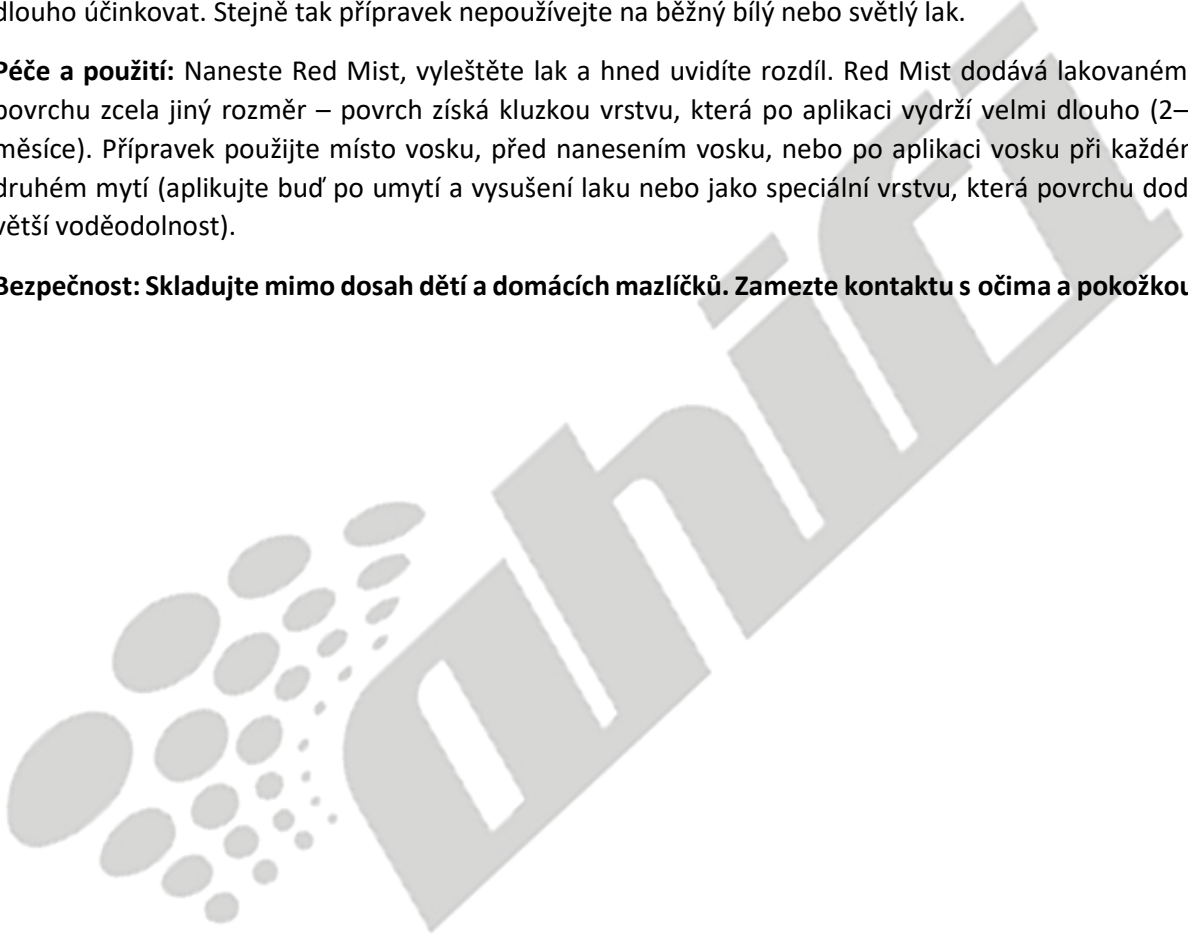 dlouho účinkovat. Stejně tak přípravek nepoužívejte na běžný bílý nebo světlý lak.
Péče a použití: Naneste Red Mist, vyleštěte lak a hned uvidíte rozdíl. Red Mist dodává lakovaném
povrchu zcela jiný rozměr – povrch získá kluzkou vrstvu, která po aplikaci vydrží velmi dlouho (2–
měsíce). Přípravek použijte místo vosku, před nanesením vosku, nebo po aplikaci vosku při každém
druhém mytí (aplikujte buď po umytí a vysušení laku nebo jako speciální vrstvu, která povrchu dod
větší voděodolnost).
Bezpečnost: Skladujte mimo dosah dětí a domácích mazlíčků. Zamezte kontaktu s očima a pokožkou
ahifi